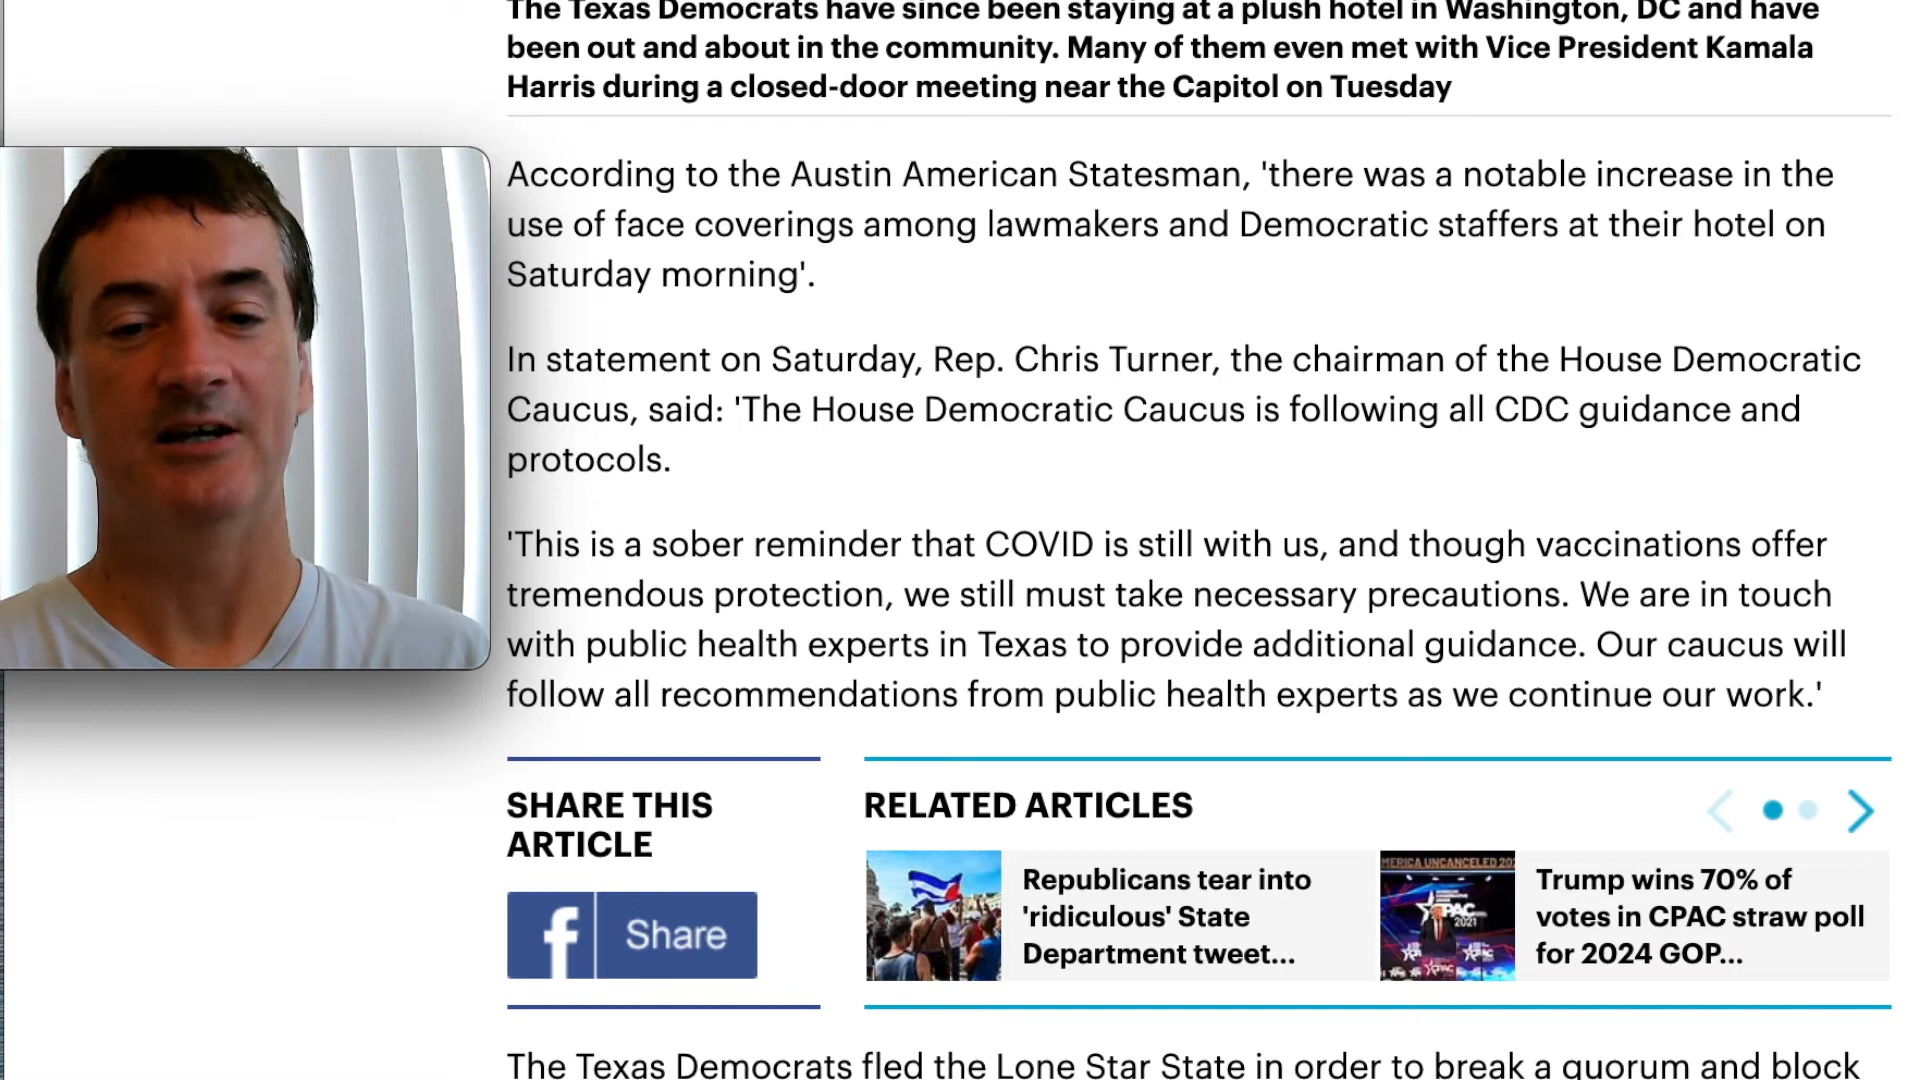 The Texas Democrats have since been staying at a plush hotel in Washington, DC and have
been out and about in the community. Many of them even met with Vice President Kamala
Harris during a closed-door meeting near the Capitol on Tuesday
According to the Austin American Statesman, 'there was a notable increase in the
use of face coverings among lawmakers and Democratic staffers at their hotel on
Saturday morning'.
In statement on Saturday, Rep. Chris Turner, the chairman of the House Democratic
Caucus, said: 'The House Democratic Caucus is following all CDC guidance and
protocols.
'This is a sober reminder that COVID is still with us, and though vaccinations offer
tremendous protection, we still must take necessary precautions. We are in touch
with public health experts in Texas to provide additional guidance. Our caucus will
follow all recommendations from public health experts as we continue our work.'
SHARE THIS
ARTICLE
f Share
RELATED ARTICLES
Republicans tear into
'ridiculous' State
Department tweet...
MERICA UNCANCELED 202
CPAC
2021
CPAC
Trump wins 70% of
votes in CPAC straw poll
for 2024 GOP...
The Texas Democrats fled the Lone Star State in order to break a quorum and block